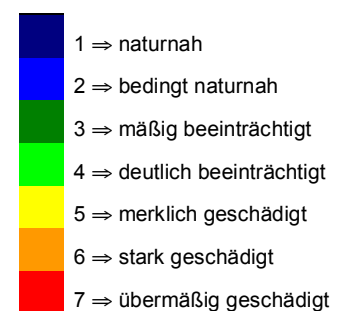 1 ⇒ naturnah
2 ⇒ bedingt naturnah
3 ⇒ mäßig beeinträchtigt
4 ⇒ deutlich beeinträchtigt
5 ⇒ merklich geschädigt
6 ⇒ stark geschädigt
7 ⇒ übermäßig geschädigt